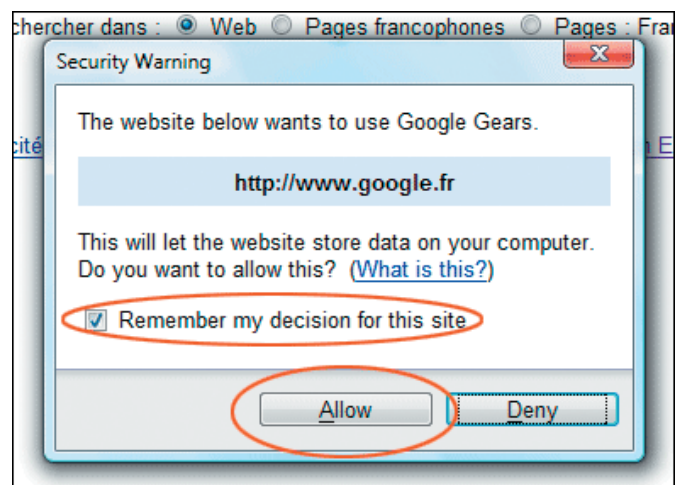 chercher dans : Web Pages francophones Pages : Fra
Security Warning
The website below wants to use Google Gears.
cité
http://www.google.fr
This will let the website store data on your computer.
Do you want to allow this? (What is this?)
Remember my decision for this site
Allow Deny